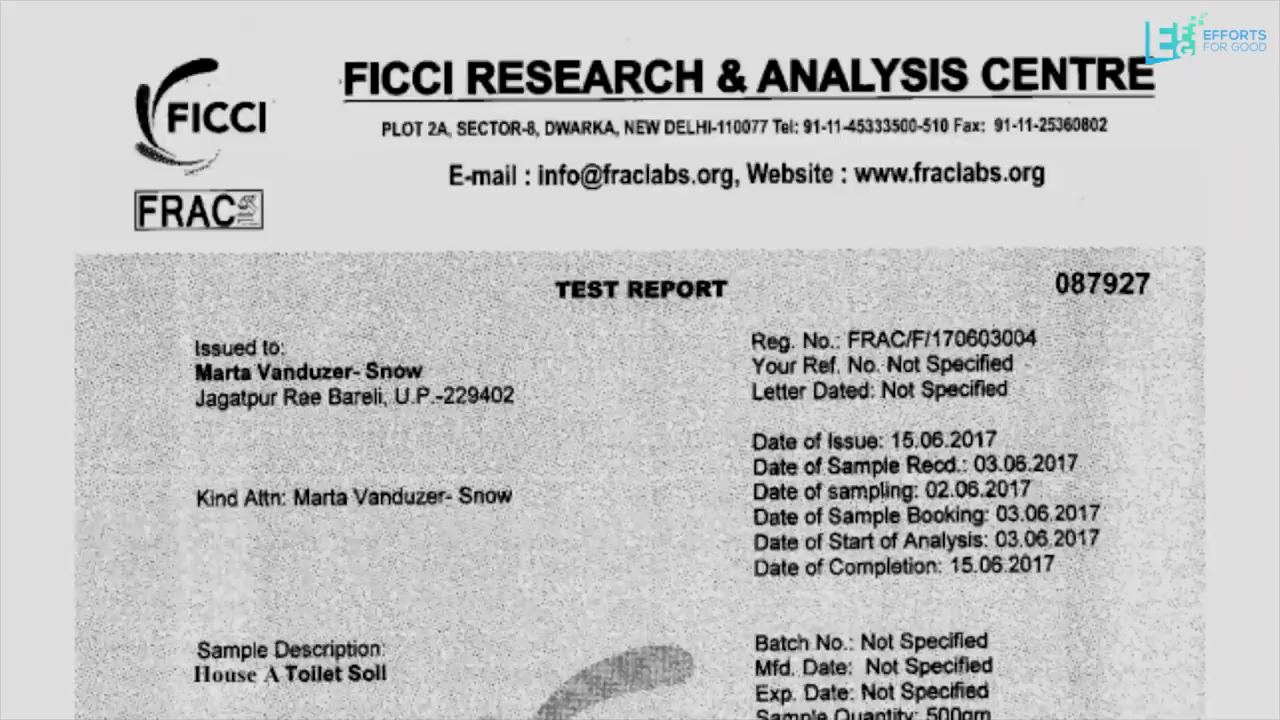 EFFORTS
FOR GOOD
FICCI
FRAC
FICCI RESEARCH & ANALYSIS CENTRE
PLOT 2A, SECTOR-8, DWARKA, NEW DELHI-110077 Tel: 91-11-45333500-510 Fax: 91-11-25360802
E-mail : info@fraclabs.org, Website : www.fraclabs.org
TEST REPORT
087927
Issued to:
Marta Vanduzer- Snow
Jagatpur Rae Bareli, U.P.-229402
Kind Attn: Marta Vanduzer- Snow
Reg. No.: FRAC/F/170603004
Your Ref. No. Not Specified
Letter Dated: Not Specified
Date of Issue: 15.06.2017
Date of Sample Recd.: 03.06.2017
Date of sampling: 02.06.2017
Date of Sample Booking: 03.06.2017
Date of Start of Analysis: 03.06.2017
Date of Completion: 15.06.2017
Sample Description:
House A Toilet Soil
Batch No.: Not Specified
Mfd. Date: Not Specified
Exp. Date: Not Specified
Sample Quantity: 500gm